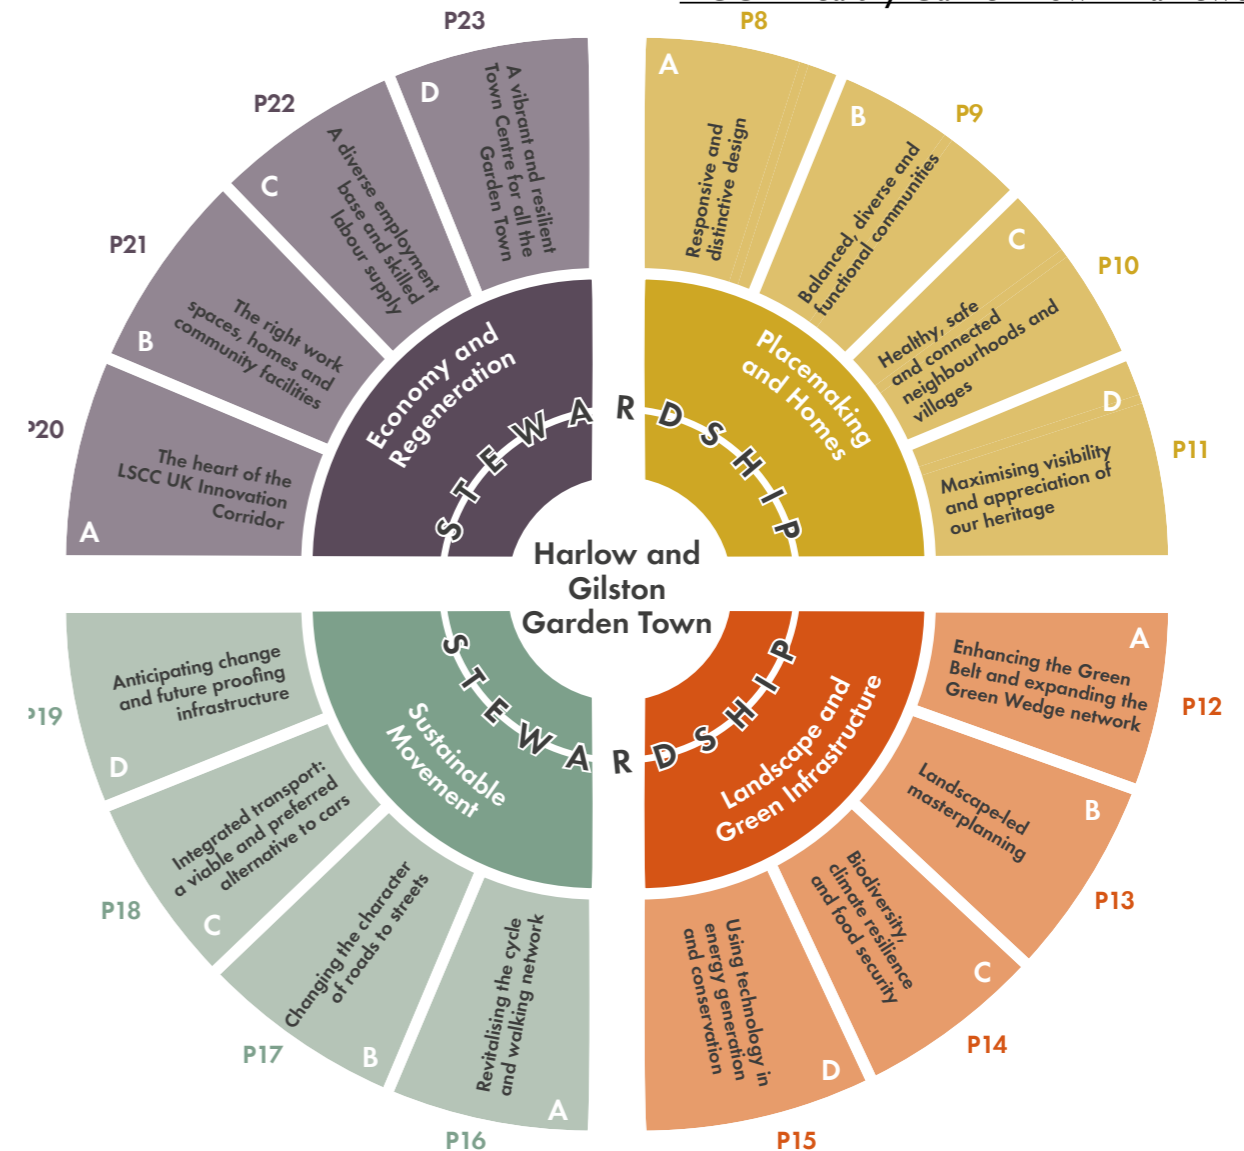 P8
A
Responsive and
distinctive design
P9
B
Balanced, diverse and
functional communities
P10
C
Healthy, safe
and connected
neighbourhoods and
villages
P11
D
Maximising visibility
and appreciation of
our heritage
Placemaking
and Homes
P12
A
Enhancing the Green
Belt and expanding the
Green Wedge network
P13
B
Landscape-led
masterplanning
P14
C
Biodiversity,
climate resilience
and food security
P15
D
Using technology in
energy generation
and conservation
Landscape and
Green Infrastructure
P16
A
Revitalising the cycle
and walking network
P17
B
Changing the character
of roads to streets
P18
C
Integrated transport:
a viable and preferred
alternative to cars
P19
D
Anticipating change
and future proofing
infrastructure
Sustainable
Movement
P20
A
The heart of the
LSCC UK Innovation
Corridor
P21
B
The right work
spaces, homes and
community facilities
P22
C
A diverse employment
base and skilled
labour supply
P23
D
A vibrant and resilient
Town Centre for all the
Garden Town
Economy and
Regeneration
STEWARDSHIP
Harlow and
Gilston
Garden Town
STEWARDSHIP